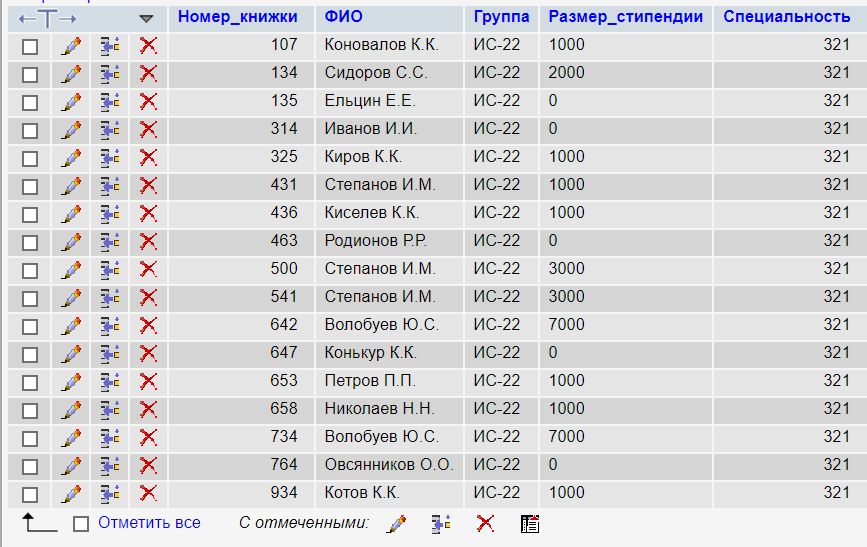 Номер_книжки ФИО Группа Размер_стипендии Специальность
107 Коновалов К.К. ИС-22 1000 321
134 Сидоров С.С. ИС-22 2000 321
135 Ельцин Е.Е. ИС-22 0 321
314 Иванов И.И. ИС-22 0 321
325 Киров К.К. ИС-22 1000 321
431 Степанов И.М. ИС-22 1000 321
436 Киселев К.К. ИС-22 1000 321
463 Родионов Р.Р. ИС-22 0 321
500 Степанов И.М. ИС-22 3000 321
541 Степанов И.М. ИС-22 3000 321
642 Волобуев Ю.С. ИС-22 7000 321
647 Конькур К.К. ИС-22 0 321
653 Петров П.П. ИС-22 1000 321
658 Николаев Н.Н. ИС-22 1000 321
734 Волобуев Ю.С. ИС-22 7000 321
764 Овсянников О.О. ИС-22 0 321
934 Котов К.К. ИС-22 1000 321
Отметить все С отмеченными: